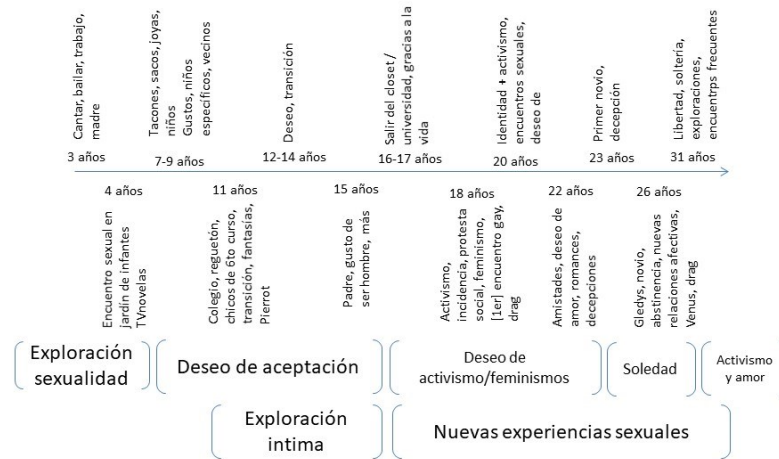 Cantar, bailar, trabajo,
madre
3 años
Tacones, sacos, joyas,
niños
Gustos, niños
específicos, vecinos
7-9 años
Deseo, transición
12-14 años
Salir del closet /
universidad, gracias a la
vida
16-17 años
Identidad + activismo,
encuentros sexuales,
deseo de
20 años
Primer novio,
decepción
23 años
Libertad, soltería,
exploraciones,
encuentrps frecuentes
31 años
4 años
Encuentro sexual en
jardín de infantes
TVnovelas
11 años
Colegio, reguetón,
chicos de 6to curso,
transición, fantasías,
Pierrot
15 años
Padre, gusto de
ser hombre, más
18 años
Activismo,
incidencia, protesta
social, feminismo,
[1er] encuentro gay,
drag
22 años
Amistades, deseo de
amor, romances,
decepciones
26 años
Gledys, novio,
abstinencia, nuevas
relaciones afectivas,
Venus, drag
Exploración
sexualidad
Deseo de aceptación
Deseo de
activismo/feminismos
Soledad
Activismo
y amor
Exploración
intima
Nuevas experiencias sexuales